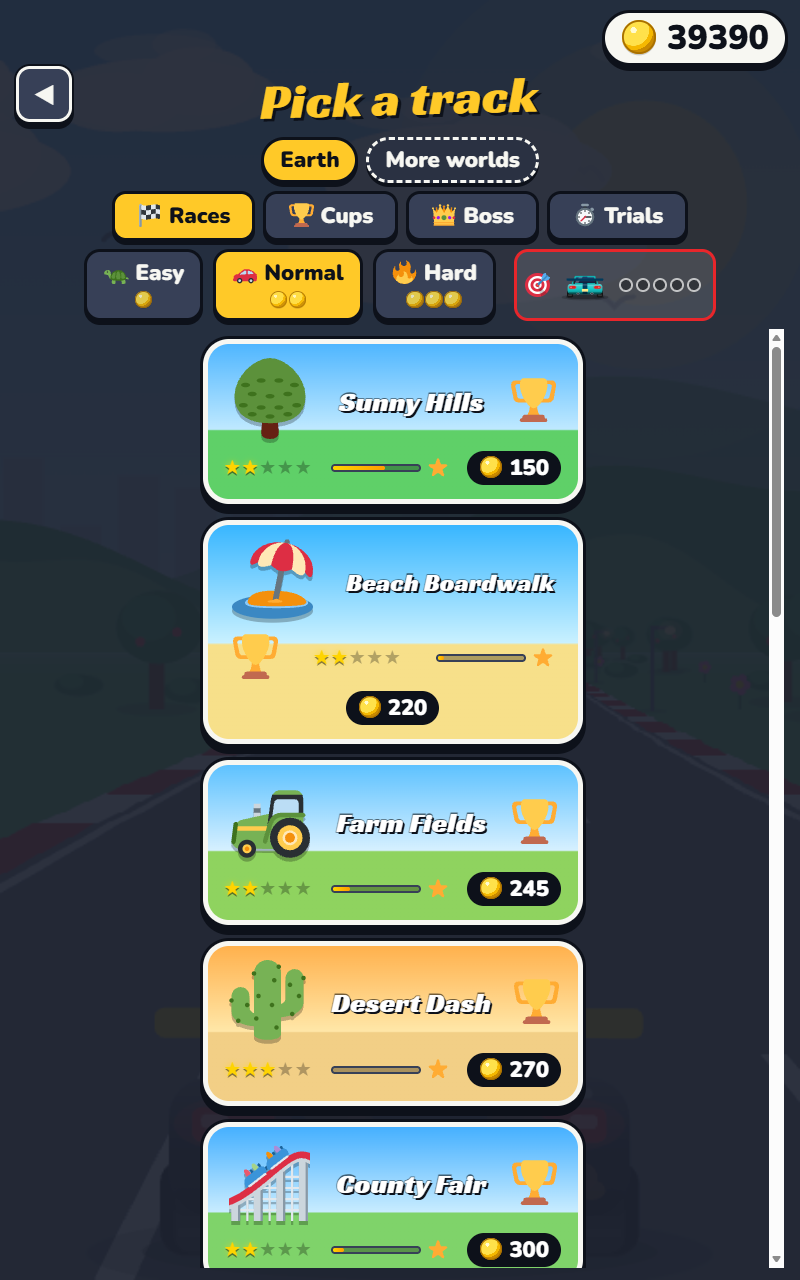 39390
Pick a track
Earth
More worlds
Races
Cups
Boss
Trials
Easy
Normal
Hard
Sunny Hills
150
Beach Boardwalk
220
Farm Fields
245
Desert Dash
270
County Fair
300